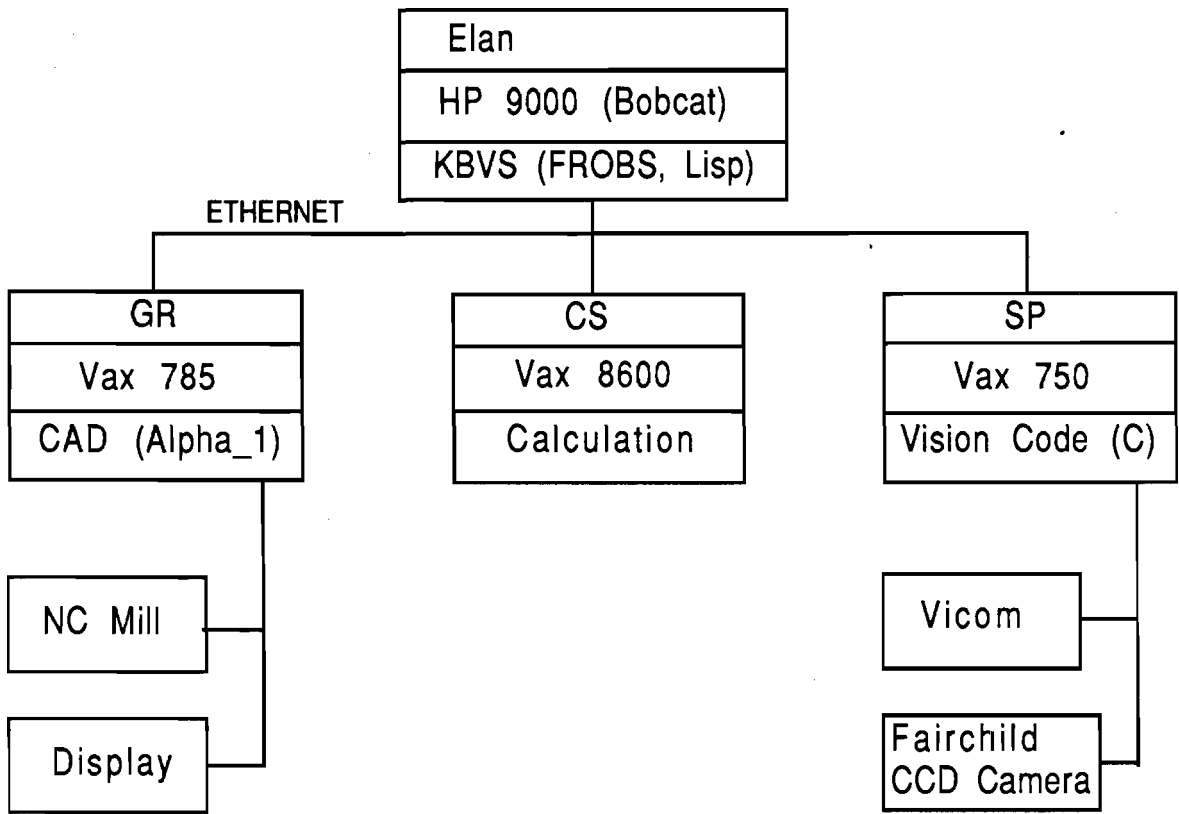 Elan
HP 9000 (Bobcat)
KBVS (FROBS, Lisp)
ETHERNET
GR
Vax 785
CAD (Alpha_1)
CS
Vax 8600
Calculation
SP
Vax 750
Vision Code (C)
NC Mill
Display
Vicom
Fairchild
CCD Camera